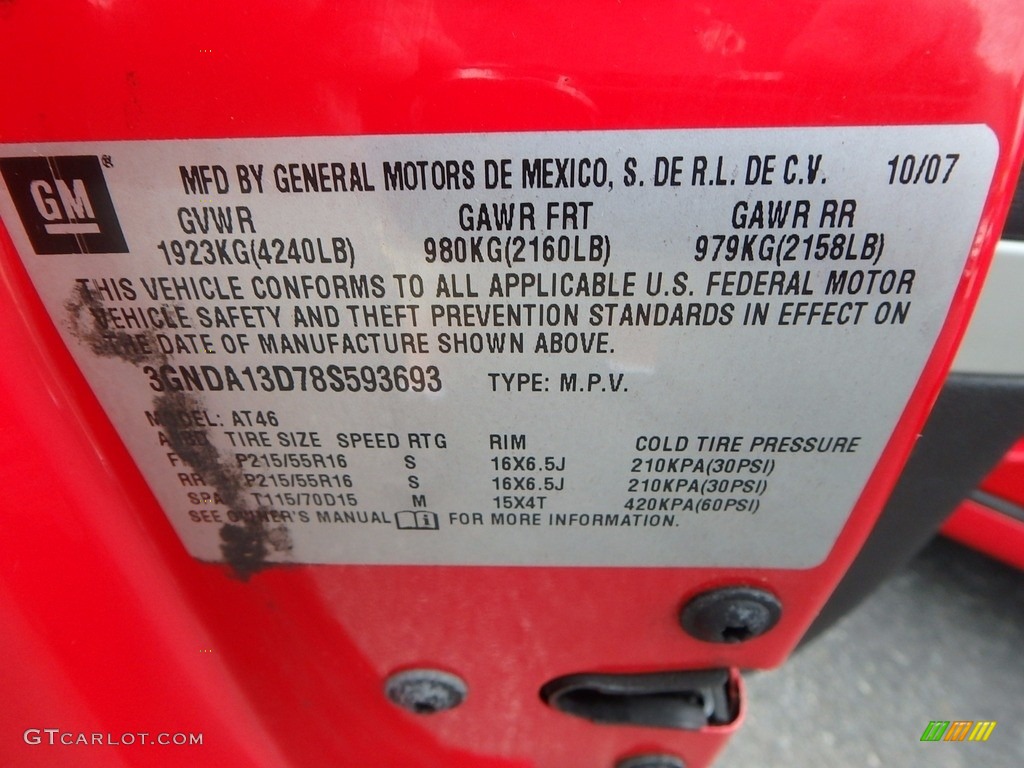 GM® MFD BY GENERAL MOTORS DE MEXICO, S. DE R.L. DE C.V. 10/07
GVWR GAWR FRT GAWR RR
1923KG(4240LB) 980KG(2160LB) 979KG(2158LB)
THIS VEHICLE CONFORMS TO ALL APPLICABLE U.S. FEDERAL MOTOR
VEHICLE SAFETY AND THEFT PREVENTION STANDARDS IN EFFECT ON
THE DATE OF MANUFACTURE SHOWN ABOVE.
3GNDA13D78S593693 TYPE: M.P.V.
MODEL: AT46
TIRE SIZE SPEED RTG RIM COLD TIRE PRESSURE
P215/55R16 S 16X6.5J 210KPA(30PSI)
RR P215/55R16 S 16X6.5J 210KPA(30PSI)
T115/70D15 M 15X4T 420KPA(60PSI)
SEE OWNER'S MANUAL FOR MORE INFORMATION.
GTCARLOT.COM